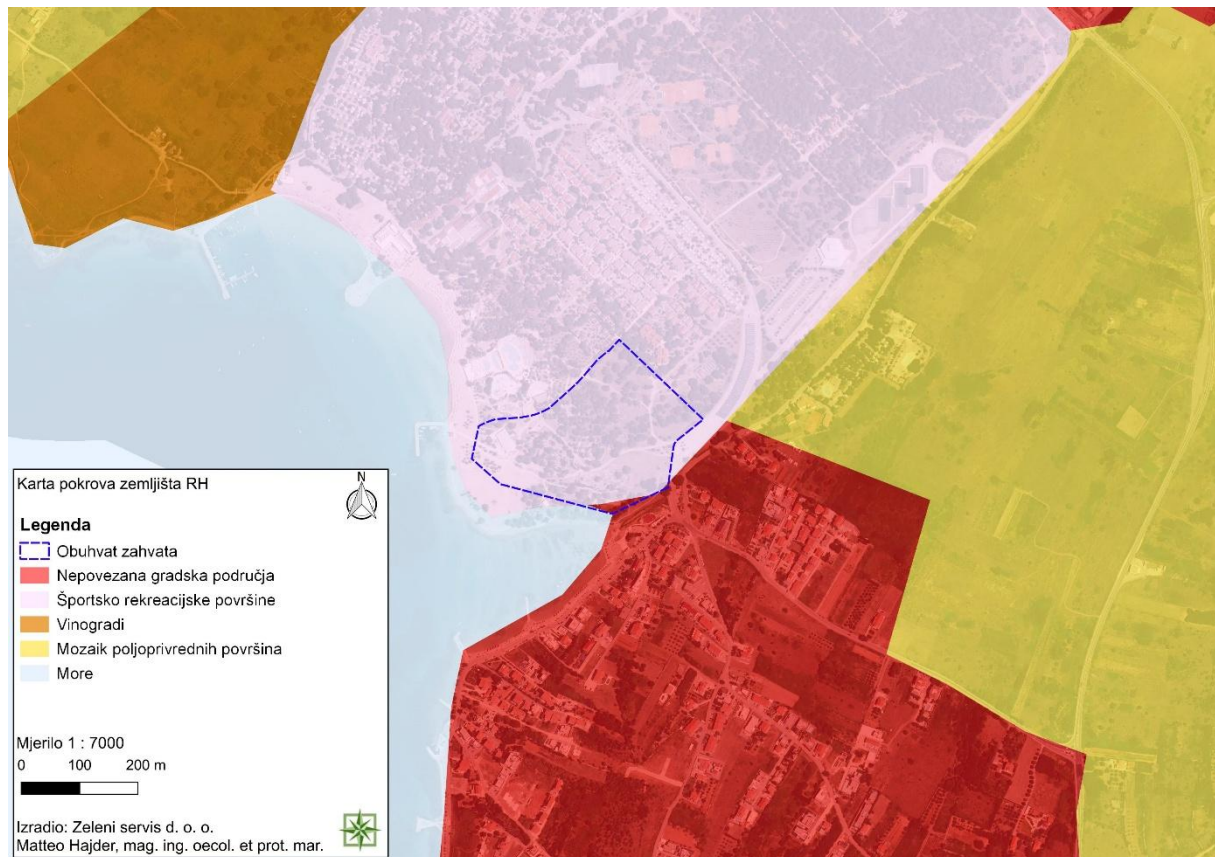 Karta pokrova zemljišta RH
N
Legenda
Obuhvat zahvata
Nepovezana gradska područja
Športsko rekreacijske površine
Vinogradi
Mozaik poljoprivrednih površina
More
Mjerilo 1 : 7000
0 100 200 m
Izradio: Zeleni servis d. o. o.
Matteo Hajder, mag. ing. oecol. et prot. mar.